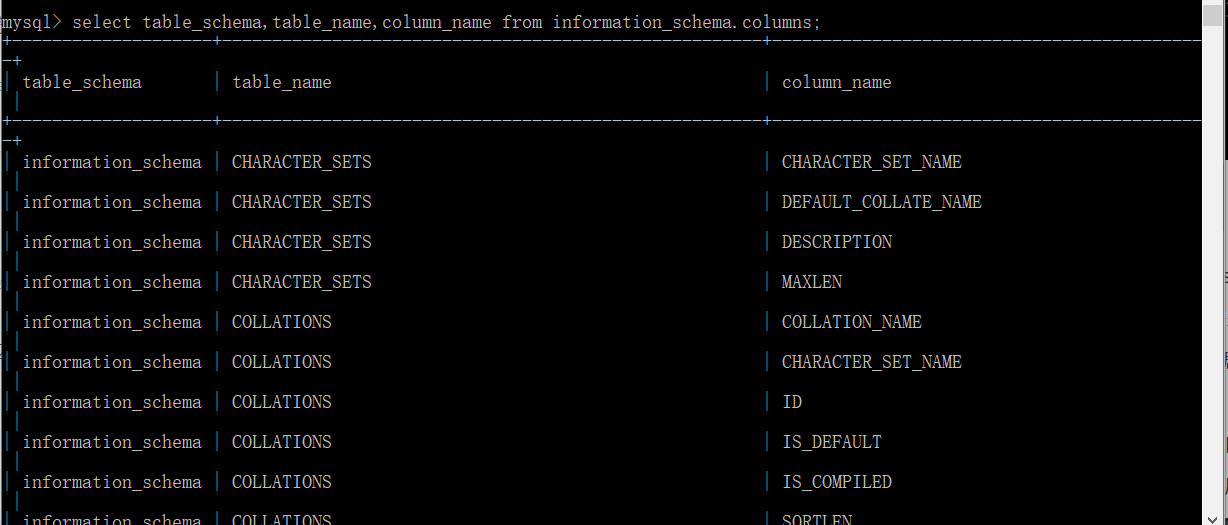 mysql> select table_schema,table_name,column_name from information_schema.columns;
+--------------------+------------------------------------------------------+--------------------------------------------
-+
| table_schema | table_name | column_name
|
+--------------------+------------------------------------------------------+--------------------------------------------
-+
| information_schema | CHARACTER_SETS | CHARACTER_SET_NAME
|
| information_schema | CHARACTER_SETS | DEFAULT_COLLATE_NAME
|
| information_schema | CHARACTER_SETS | DESCRIPTION
|
| information_schema | CHARACTER_SETS | MAXLEN
|
| information_schema | COLLATIONS | COLLATION_NAME
|
| information_schema | COLLATIONS | CHARACTER_SET_NAME
|
| information_schema | COLLATIONS | ID
|
| information_schema | COLLATIONS | IS_DEFAULT
|
| information_schema | COLLATIONS | IS_COMPILED
|
| information_schema | COLLATIONS | SORTLEN